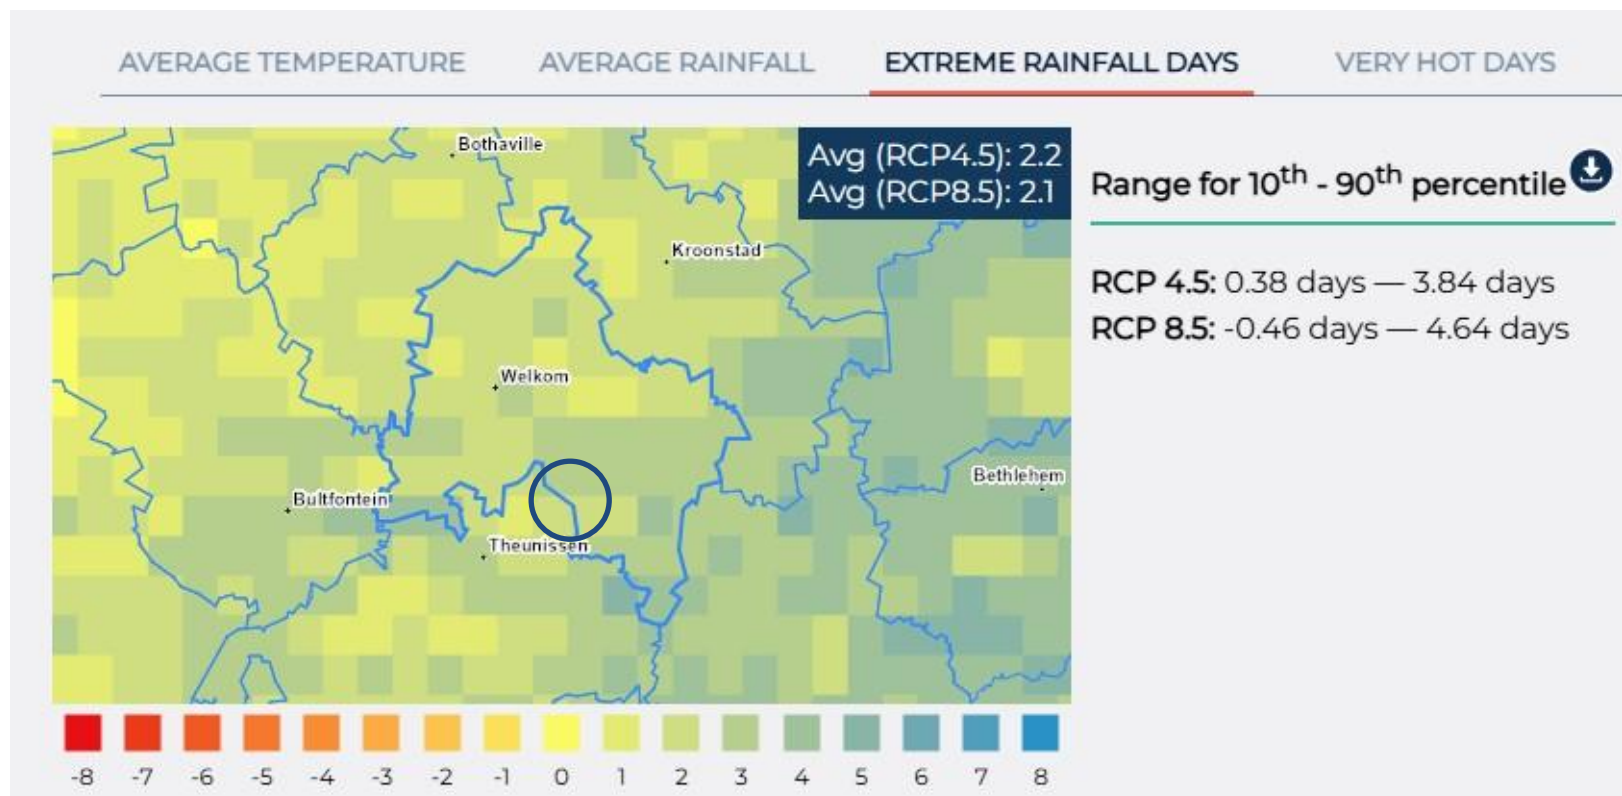 AVERAGE TEMPERATURE AVERAGE RAINFALL EXTREME RAINFALL DAYS VERY HOT DAYS
Bothaville
Avg (RCP4.5): 2.2
Avg (RCP8.5): 2.1
Range for 10th - 90th percentile
Kroonstad
RCP 4.5: 0.38 days — 3.84 days
RCP 8.5: -0.46 days — 4.64 days
Welkom
Bethlehem
Bultfontein
Theunissen
-8 -7 -6 -5 -4 -3 -2 -1 0 1 2 3 4 5 6 7 8